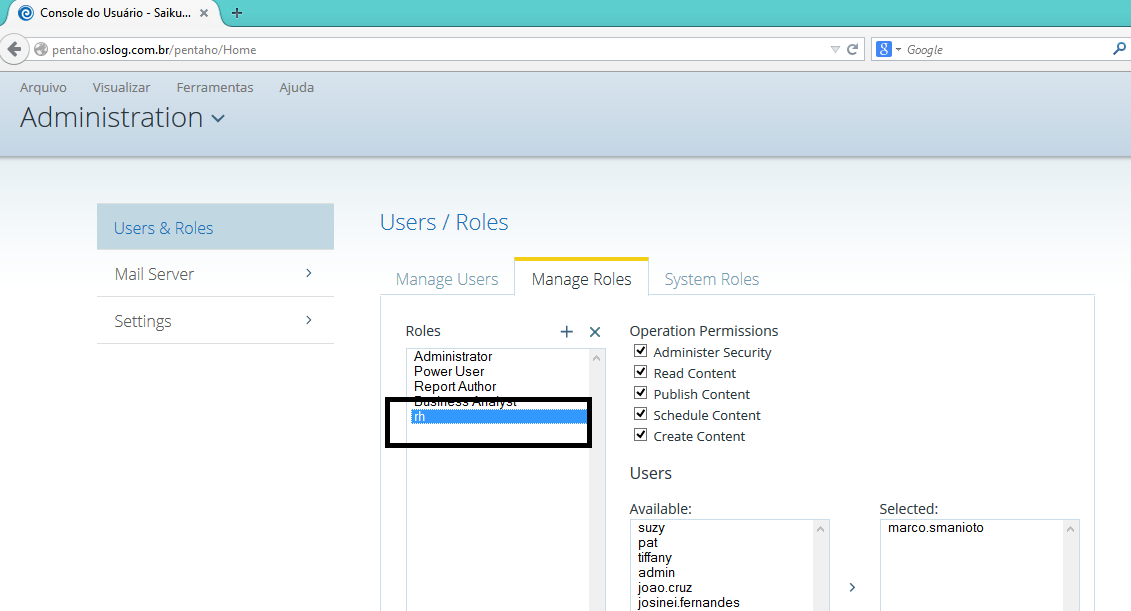 Console do Usuário - Saiku...
pentaho.oslog.com.br/pentaho/Home
8
Google
Arquivo Visualizar Ferramentas Ajuda
Administration
Users & Roles
Mail Server
Settings
Users / Roles
Manage Users Manage Roles System Roles
Roles
Administrator
Power User
Report Author
Business Analyst
rh
Operation Permissions
Administer Security
Read Content
Publish Content
Schedule Content
Create Content
Users
Available:
suzy
pat
tiffany
admin
joao.cruz
josinei.fernandes
Selected:
marco.smanioto